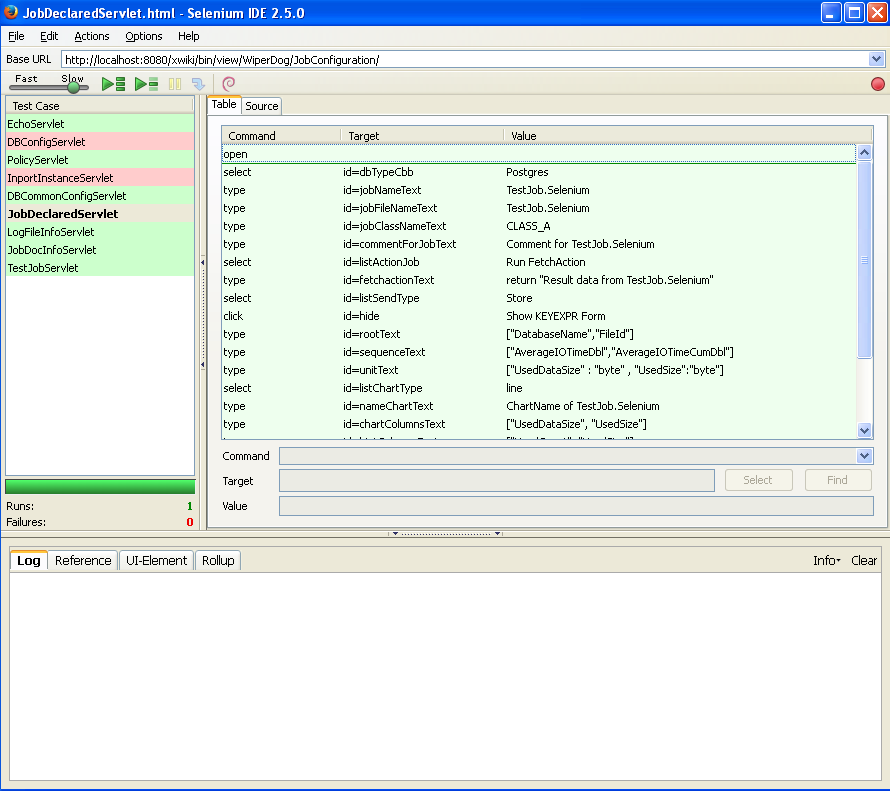 JobDeclaredServlet.html - Selenium IDE 2.5.0
File Edit Actions Options Help
Base URL http://localhost:8080/xwiki/bin/view/WiperDog/JobConfiguration/
Fast Slow
Test Case
EchoServlet
DBConfigServlet
PolicyServlet
InportInstanceServlet
DBCommonConfigServlet
JobDeclaredServlet
LogFileInfoServlet
JobDocInfoServlet
TestJobServlet
Runs: 1
Failures: 0
Table Source
Command Target Value
open
select id=dbTypeCbb Postgres
type id=jobNameText TestJob.Selenium
type id=jobFileNameText TestJob.Selenium
type id=jobClassNameText CLASS_A
type id=commentForJobText Comment for TestJob.Selenium
select id=listActionJob Run FetchAction
type id=fetchactionText return "Result data from TestJob.Selenium"
select id=listSendType Store
click id=hide Show KEYEXPR Form
type id=rootText ["DatabaseName","FileId"]
type id=sequenceText ["AverageIOTimeDbl","AverageIOTimeCumDbl"]
type id=unitText ["UsedDataSize" : "byte" , "UsedSize":"byte"]
select id=listChartType line
type id=nameChartText ChartName of TestJob.Selenium
type id=chartColumnsText ["UsedDataSize", "UsedSize"]
Command
Target Select Find
Value
Log Reference UI-Element Rollup Info Clear